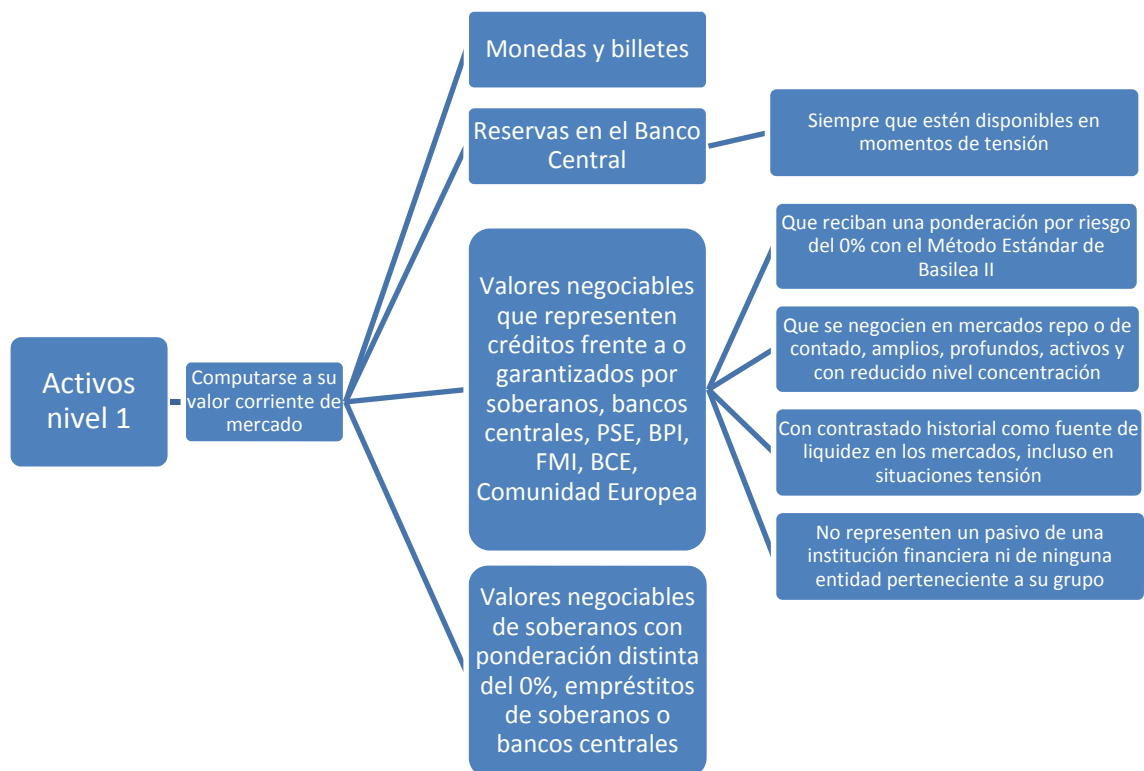 Activos
nivel 1
Computarse a su
valor corriente de
mercado
Monedas y billetes
Reservas en el Banco
Central
Siempre que estén disponibles en
momentos de tensión
Valores negociables
que representen
créditos frente a o
garantizados por
soberanos, bancos
centrales, PSE, BPI,
FMI, BCE,
Comunidad Europea
Que reciban una ponderación por riesgo
del 0% con el Método Estándar de
Basilea II
Que se negocien en mercados repo o de
contado, amplios, profundos, activos y
con reducido nivel concentración
Con contrastado historial como fuente de
liquidez en los mercados, incluso en
situaciones tensión
No representen un pasivo de una
institución financiera ni de ninguna
entidad perteneciente a su grupo
Valores negociables
de soberanos con
ponderación distinta
del 0%, empréstitos
de soberanos o
bancos centrales